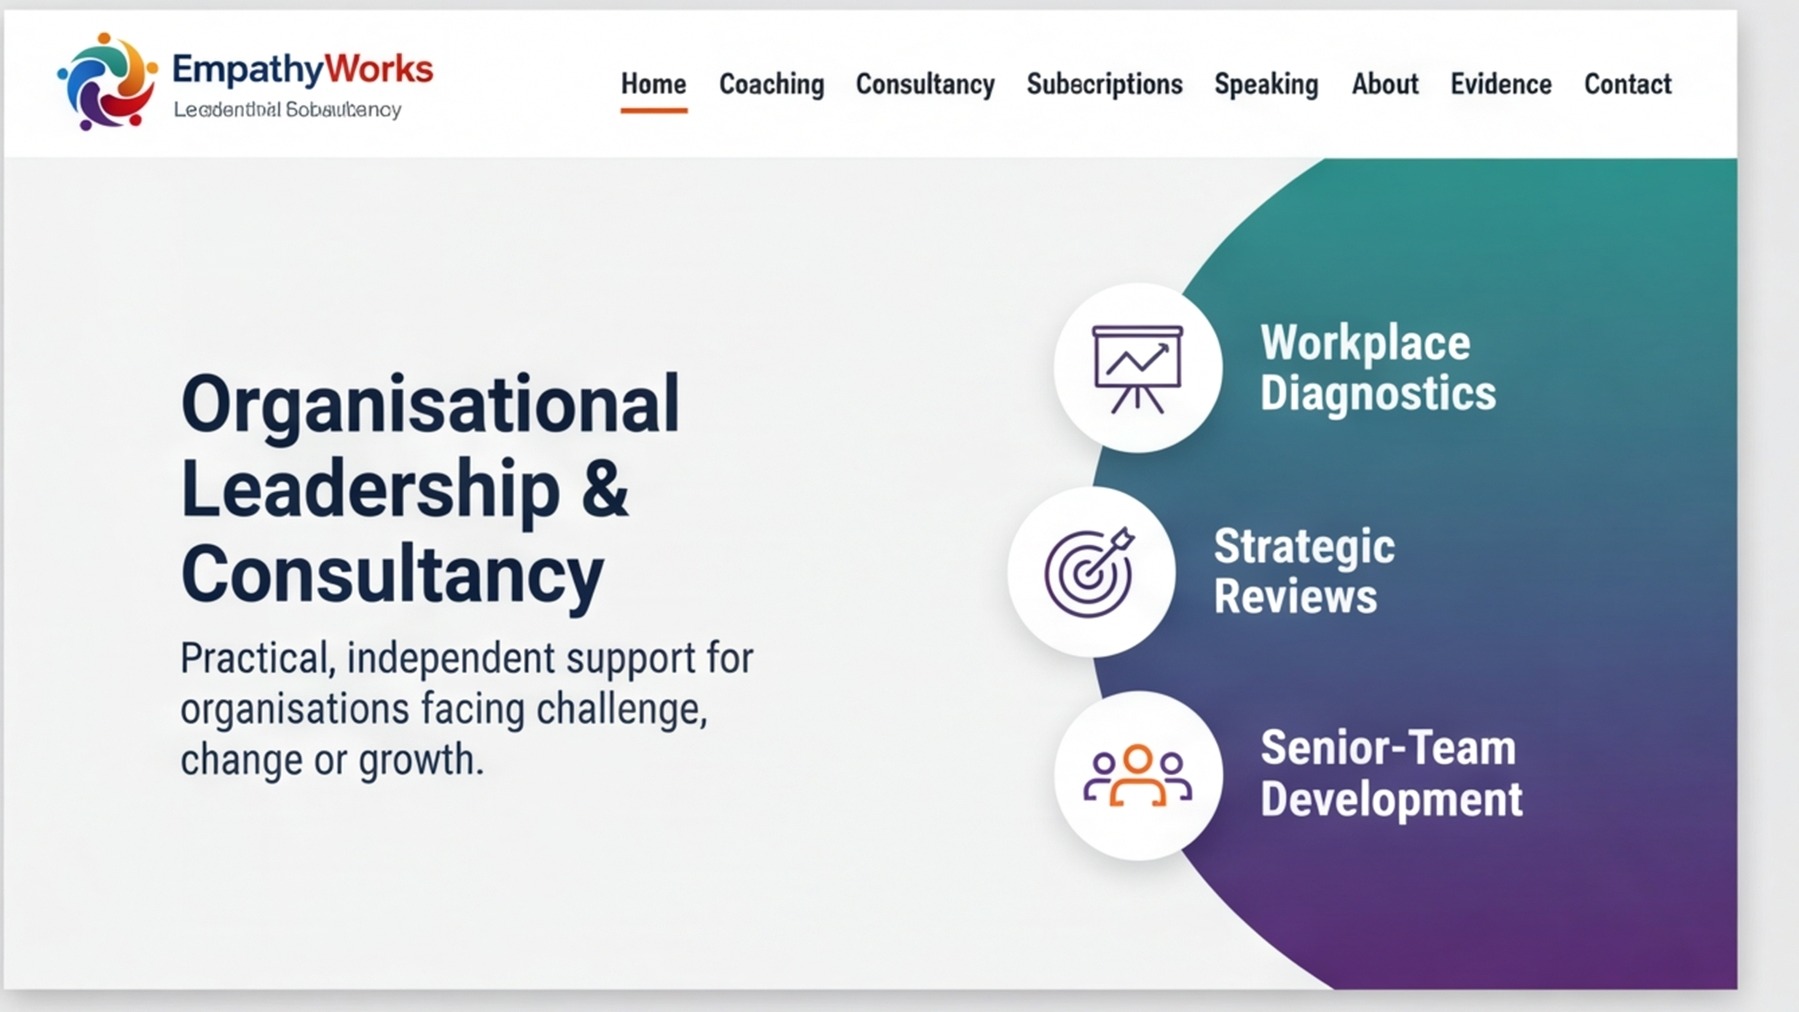 EmpathyWorks
Home Coaching Consultancy Subscriptions Speaking About Evidence Contact
Organisational
Leadership &
Consultancy
Practical, independent support for
organisations facing challenge,
change or growth.
Workplace
Diagnostics
Strategic
Reviews
Senior-Team
Development